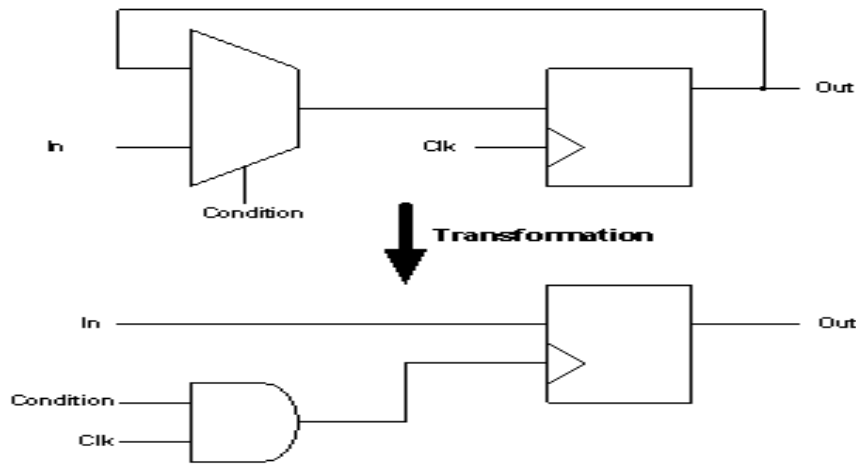 Out
In
Clk
Condition
Transformation
In
Out
Condition
Clk